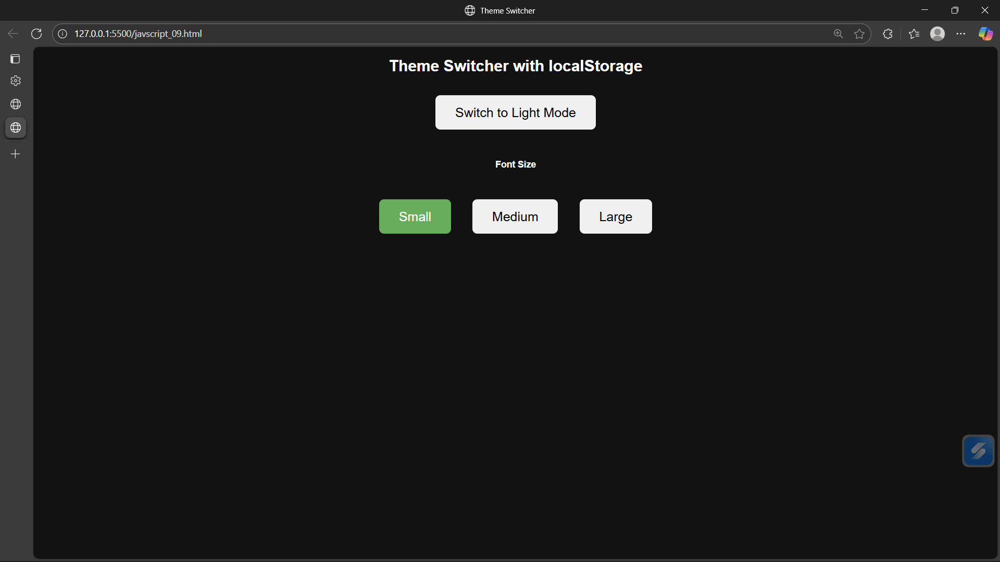 Theme Switcher
127.0.0.1:5500/javscript_09.html
Theme Switcher with localStorage
Switch to Light Mode
Font Size
Small Medium Large